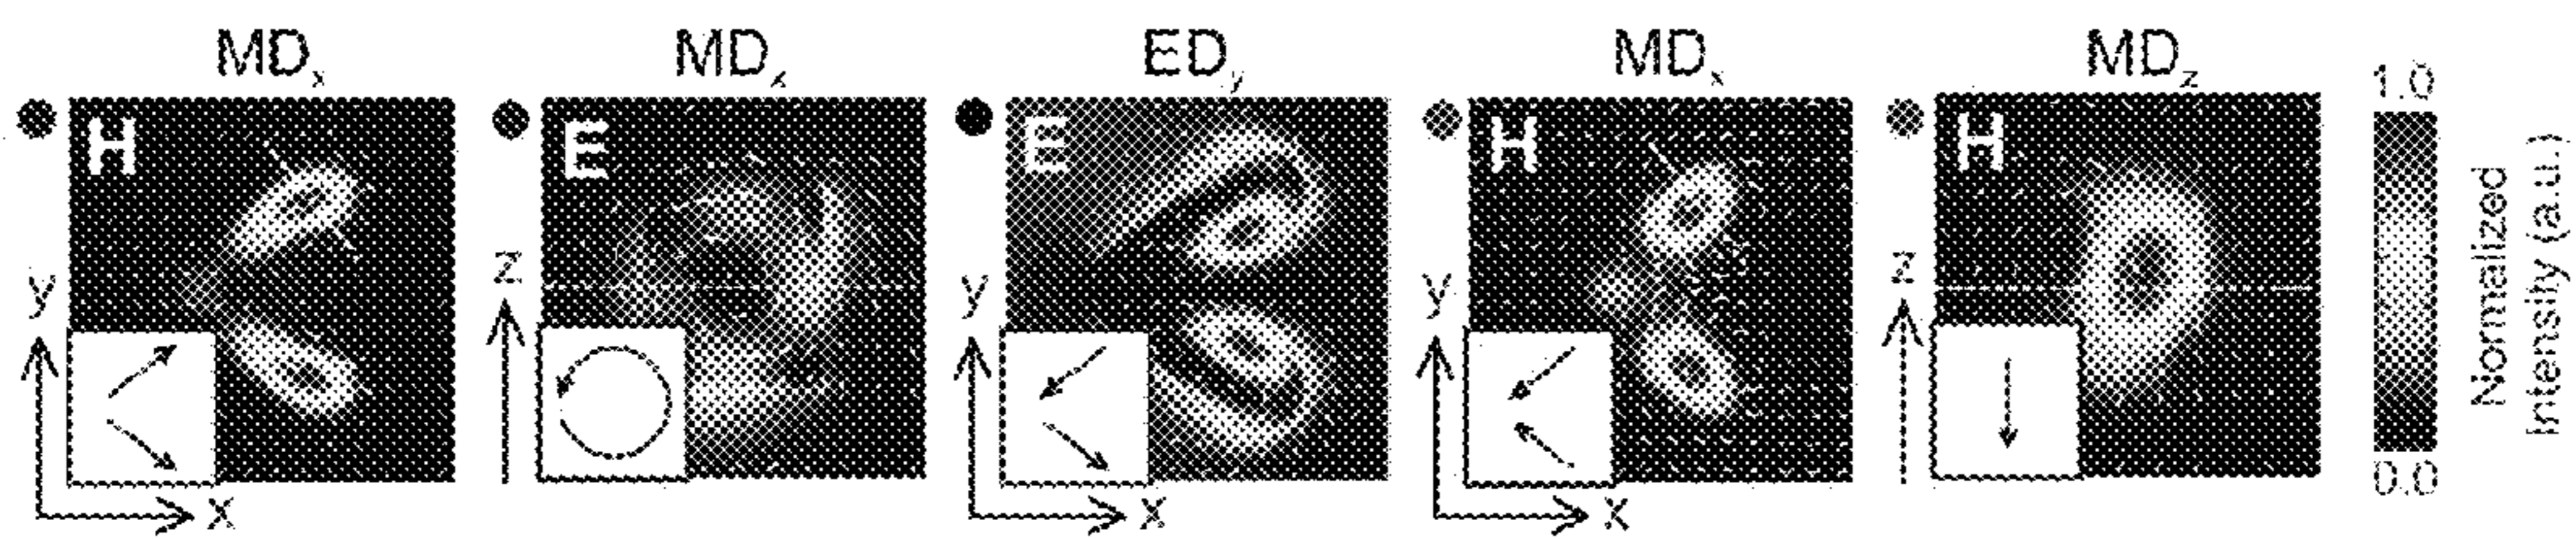 MDx
MDx
EDy
MDx
MDz
1.0
H
E
E
H
H
y
z
y
y
z
Normalized
Intensity (a.u.)
0.0
x
x
x